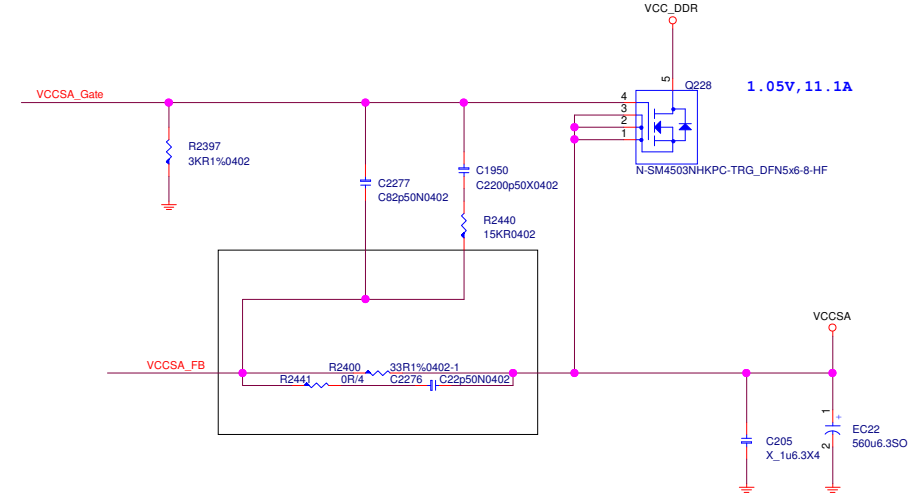 VCC_DDR
5
Q228
1.05V,11.1A
VCCSA_Gate
4
3
2
1
N-SM4503NHKPC-TRG_DFN5x6-8-HF
R2397
3KR1%0402
C2277
C82p50N0402
C1950
C2200p50X0402
R2440
15KR0402
VCCSA
VCCSA_FB
R2400
33R1%0402-1
R2441
0R/4
C2276
C22p50N0402
1
+
2
EC22
560u6.3SO
C205
X_1u6.3X4